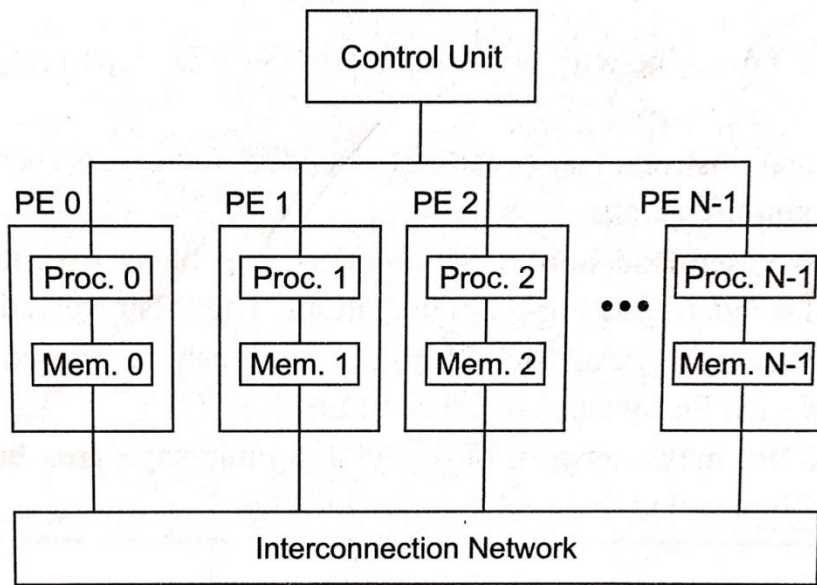 Control Unit
PE 0 PE 1 PE 2 PE N-1
Proc. 0 Proc. 1 Proc. 2 Proc. N-1
•••
Mem. 0 Mem. 1 Mem. 2 Mem. N-1
Interconnection Network